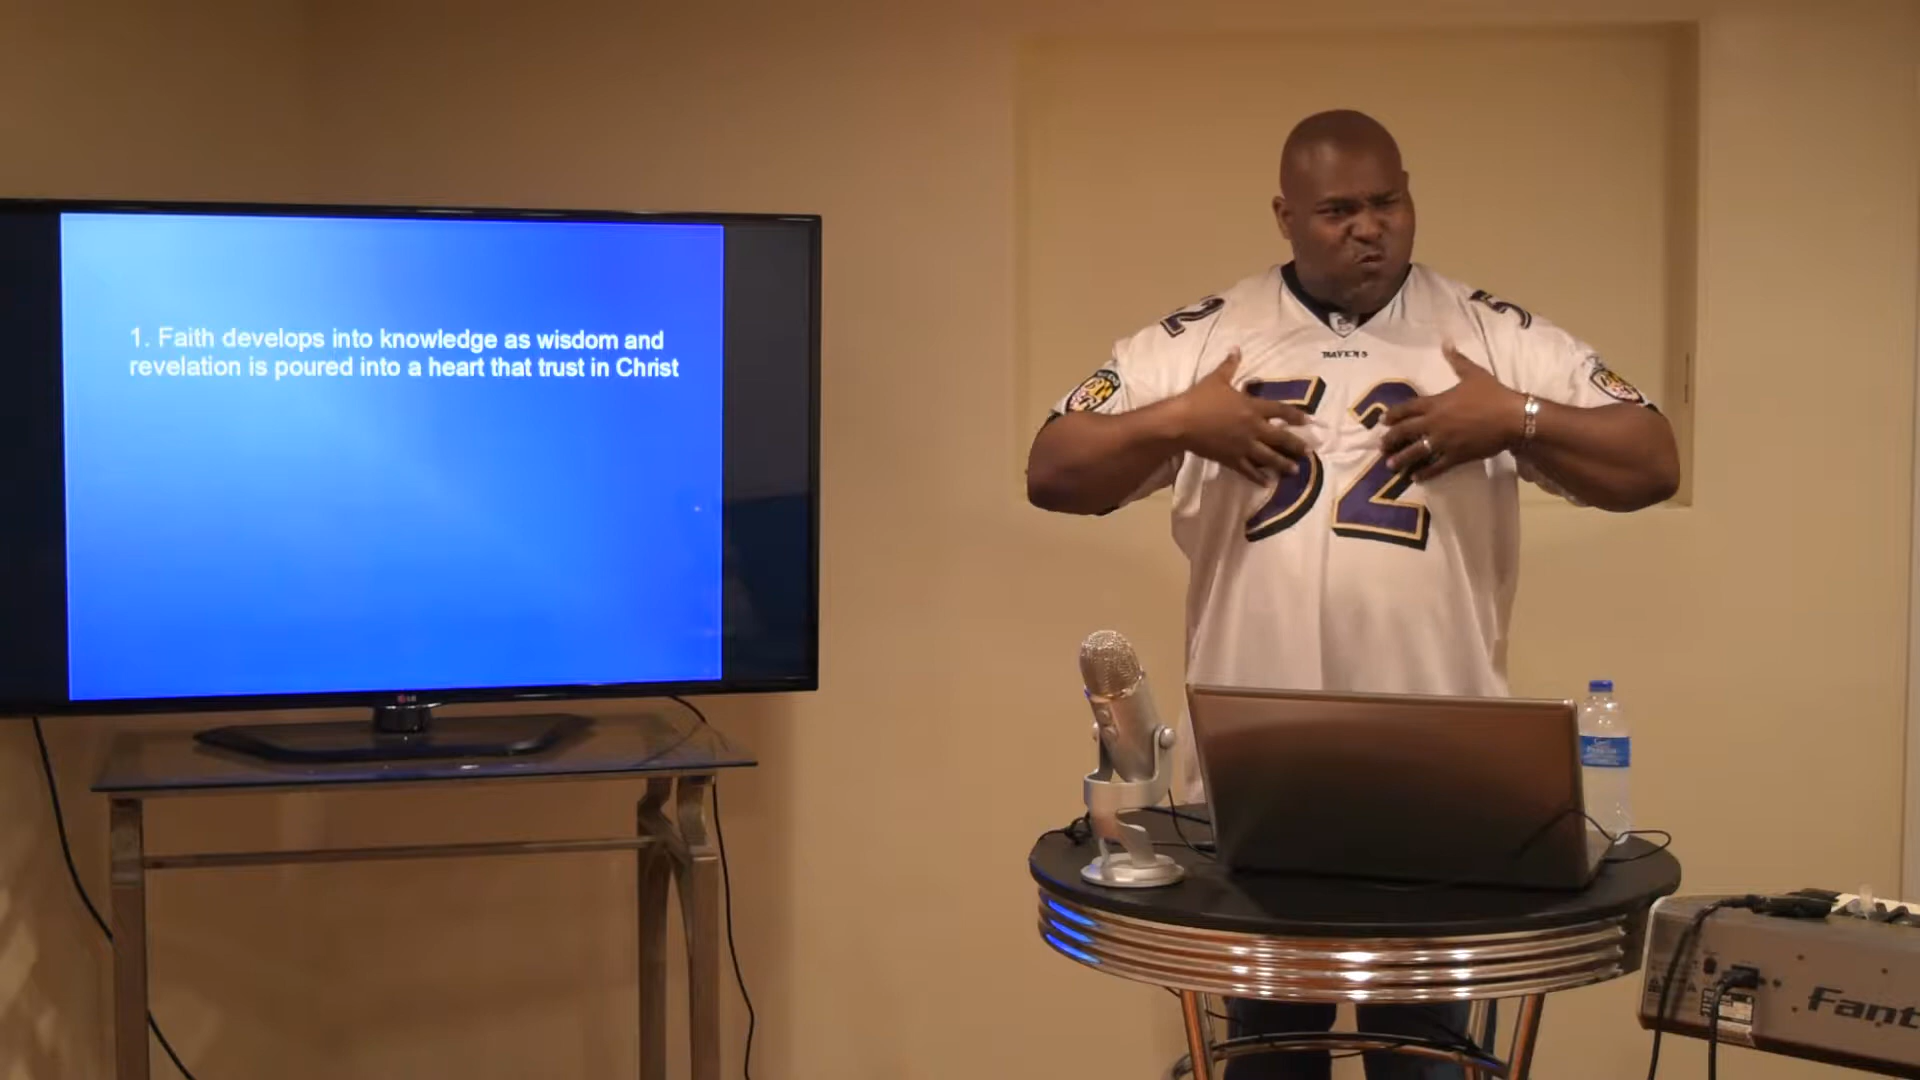 1. Faith develops into knowledge as wisdom and
revelation is poured into a heart that trust in Christ
LG
RAVENS
52
52
5
Fant